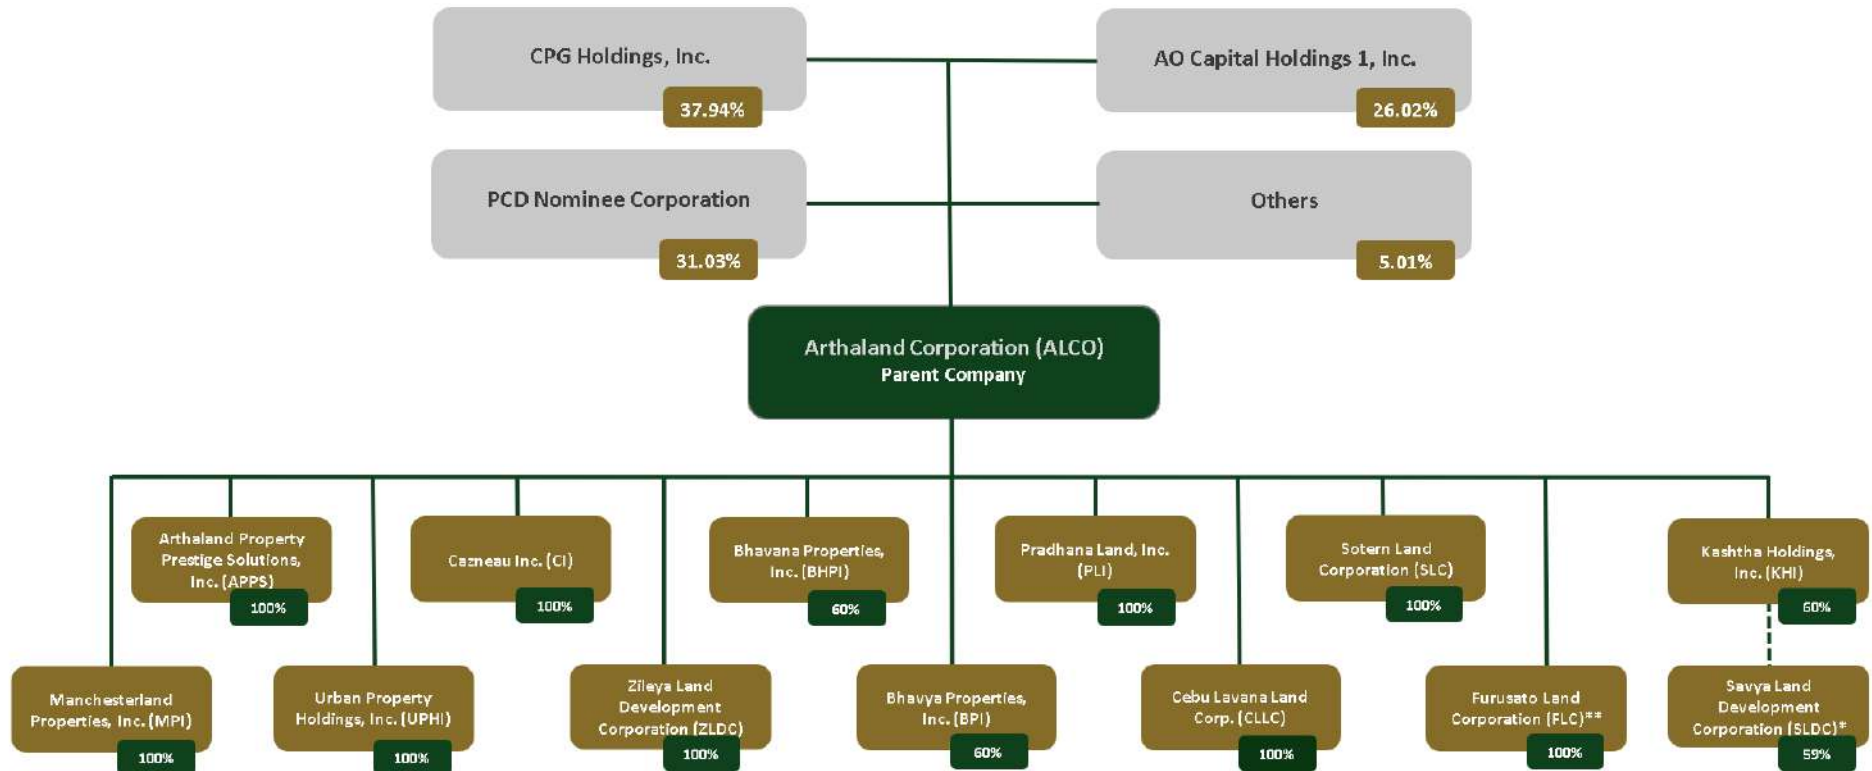 CPG Holdings, Inc.
37.94%
AO Capital Holdings 1, Inc.
26.02%
PCD Nominee Corporation
31.03%
Others
5.01%
Arthaland Corporation (ALCO)
Parent Company
Arthaland Property
Prestige Solutions,
Inc. (APPS)
100%
Cazneau Inc. (CI)
100%
Bhavana Properties,
Inc. (BHPI)
60%
Pradhana Land, Inc.
(PLI)
100%
Sotern Land
Corporation (SLC)
100%
Kashtha Holdings,
Inc. (KHI)
60%
Manchesterland
Properties, Inc. (MPI)
100%
Urban Property
Holdings, Inc. (UPHI)
100%
Zileya Land
Development
Corporation (ZLDC)
100%
Bhavya Properties,
Inc. (BPI)
60%
Cebu Lavana Land
Corp. (CLLC)
100%
Furusato Land
Corporation (FLC)**
100%
Savya Land
Development
Corporation (SLDC)*
59%